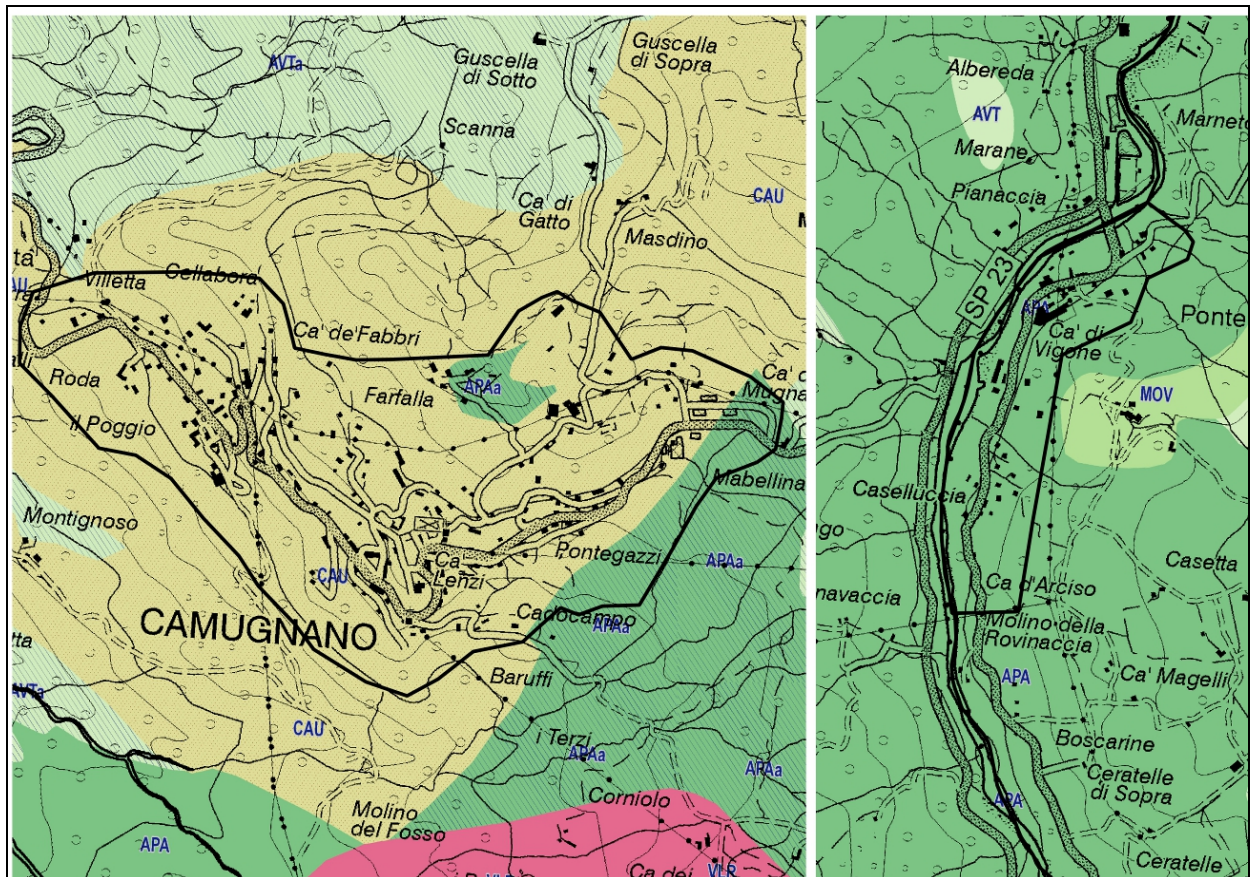 AVTa
Guscella
di Sotto
Guscella
di Sopra
Scanna
Ca' di
Gatto
CAU
Masdino
Villetta
Cellabora
Ca' de'Fabbri
Roda
il Poggio
Farfalla
APAa
Mabellina
Montignoso
CAU
Ca
Lenzi
Pontegazzi
APAa
CAMUGNANO
Cadocampo
APAa
Baruffi
CAU
i Terzi
APAa
APAa
AVTa
Molino
del Fosso
Corniolo
APA
Ca dei
VLR
Albereda
AVT
Marane
Pianaccia
SP 23
APA
Ca' di
Vigone
Ponte
MOV
Caselluccia
Casetta
Ca d'Arciso
Molino della
Rovinaccia
APA
Ca' Magelli
Boscarine
Ceratelle
di Sopra
APA
Ceratelle